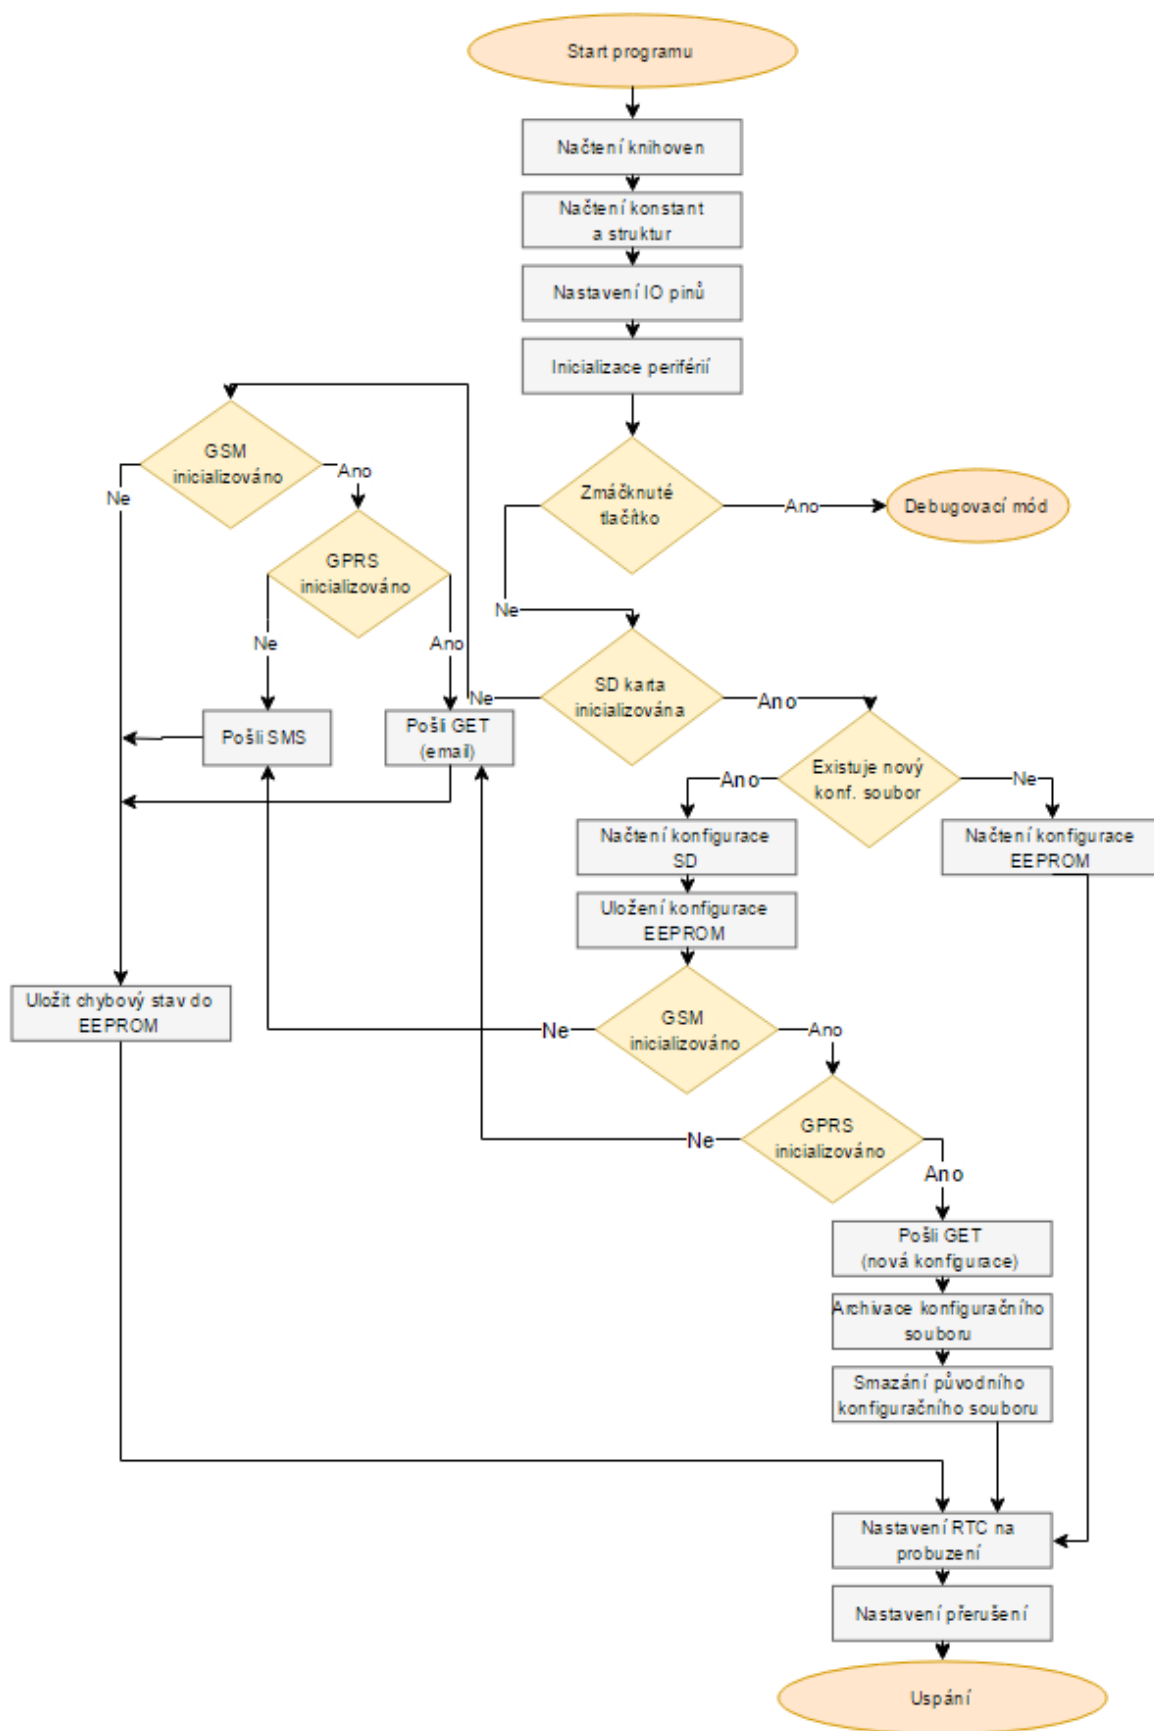 Start programu
Načtení knihoven
Načtení konstant
a struktur
Nastavení IO pinů
Inicializace periférií
GSM
inicializováno
Ne
Ano
Zmáčknuté
tlačítko
Ano
Debugovací mód
Ne
GPRS
inicializováno
Ne
Ano
SD karta
inicializována
Ne
Ano
Pošli SMS
Pošli GET
(email)
Existuje nový
konf. soubor
Ano
Ne
Načtení konfigurace
SD
Načtení konfigurace
EEPROM
Uložení konfigurace
EEPROM
Uložit chybový stav do
EEPROM
GSM
inicializováno
Ne
Ano
GPRS
inicializováno
Ne
Ano
Pošli GET
(nová konfigurace)
Archivace konfiguračního
souboru
Smazání původního
konfiguračního souboru
Nastavení RTC na
probuzení
Nastavení přerušení
Uspání